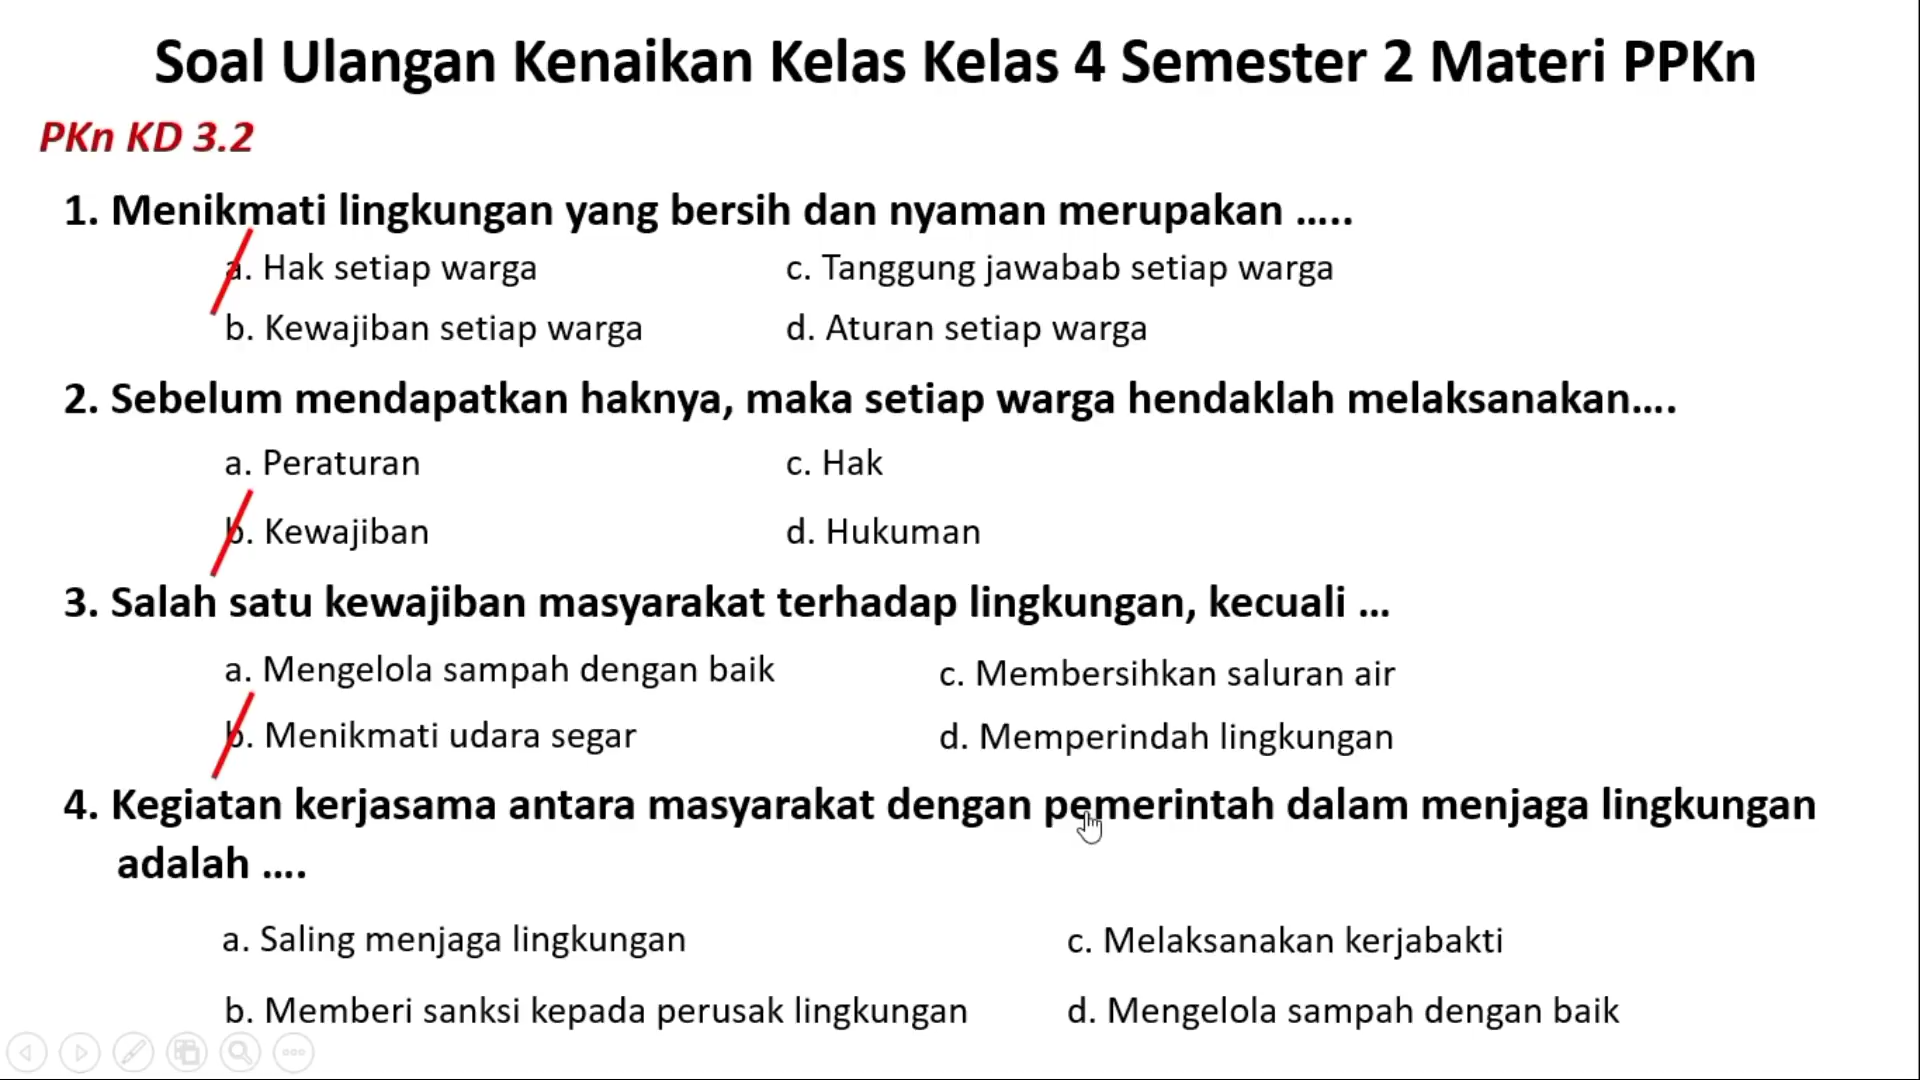 Soal Ulangan Kenaikan Kelas Kelas 4 Semester 2 Materi PPKn
PKn KD 3.2
1. Menikmati lingkungan yang bersih dan nyaman merupakan .....
a. Hak setiap warga
c. Tanggung jawabab setiap warga
b. Kewajiban setiap warga
d. Aturan setiap warga
2. Sebelum mendapatkan haknya, maka setiap warga hendaklah melaksanakan....
a. Peraturan
c. Hak
b. Kewajiban
d. Hukuman
3. Salah satu kewajiban masyarakat terhadap lingkungan, kecuali ...
a. Mengelola sampah dengan baik
c. Membersihkan saluran air
b. Menikmati udara segar
d. Memperindah lingkungan
4. Kegiatan kerjasama antara masyarakat dengan pemerintah dalam menjaga lingkungan
adalah ....
a. Saling menjaga lingkungan
c. Melaksanakan kerjabakti
b. Memberi sanksi kepada perusak lingkungan
d. Mengelola sampah dengan baik